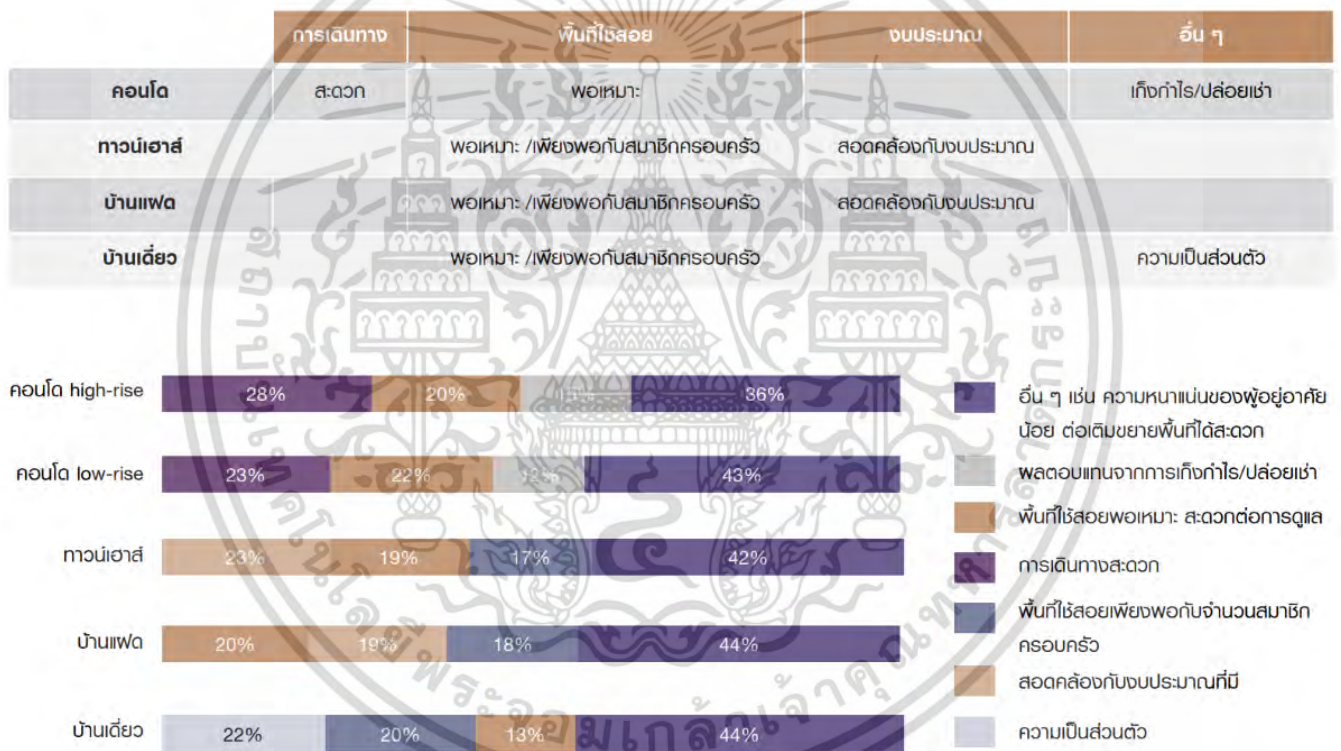 การเดินทาง พื้นที่ใช้สอย งบประมาณ อื่น ๆ
คอนโด สะดวก พอเหมาะ เก็งกำไร/ปล่อยเช่า
ทาวน์เฮาส์ พอเหมาะ /เพียงพอกับสมาชิกครอบครัว สอดคล้องกับงบประมาณ
บ้านแฝด พอเหมาะ /เพียงพอกับสมาชิกครอบครัว สอดคล้องกับงบประมาณ
บ้านเดี่ยว พอเหมาะ /เพียงพอกับสมาชิกครอบครัว ความเป็นส่วนตัว
คอนโด high-rise 28% 20% 36%
คอนโด low-rise 23% 22% 12% 43%
ทาวน์เฮาส์ 23% 19% 17% 42%
บ้านแฝด 20% 19% 18% 44%
บ้านเดี่ยว 22% 20% 13% 44%
อื่น ๆ เช่น ความหนาแน่นของผู้อยู่อาศัย
น้อย ต่อเติมขยายพื้นที่ได้สะดวก
ผลตอบแทนจากการเก็งกำไร/ปล่อยเช่า
พื้นที่ใช้สอยพอเหมาะ สะดวกต่อการดูแล
การเดินทางสะดวก
พื้นที่ใช้สอยเพียงพอกับจำนวนสมาชิก
ครอบครัว
สอดคล้องกับงบประมาณที่มี
ความเป็นส่วนตัว